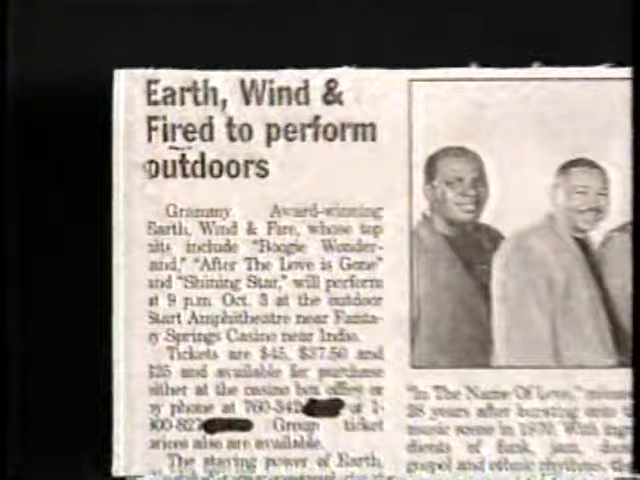 Earth, Wind &
Fired to perform
outdoors
Grammy Award-winning
Earth, Wind & Fire, whose top
hits include "Boogie Wonder-
and," "After The Love is Gone"
and "Shining Star," will perform
at 9 p.m. Oct. 3 at the outdoor
Start Amphitheatre near Fanta-
y Springs Casino near Indio.
Tickets are $45, $37.50 and
$25 and available for purchase
either at the casino box office or
by phone at 760-342 or 1-
800-827 Group ticket
prices also are available.
The staying power of Earth,
"In The Name Of Love,"
28 years after bursting onto
music scene in 1970. With
dients of funk, jazz,
gospel and ethnic rhythms,